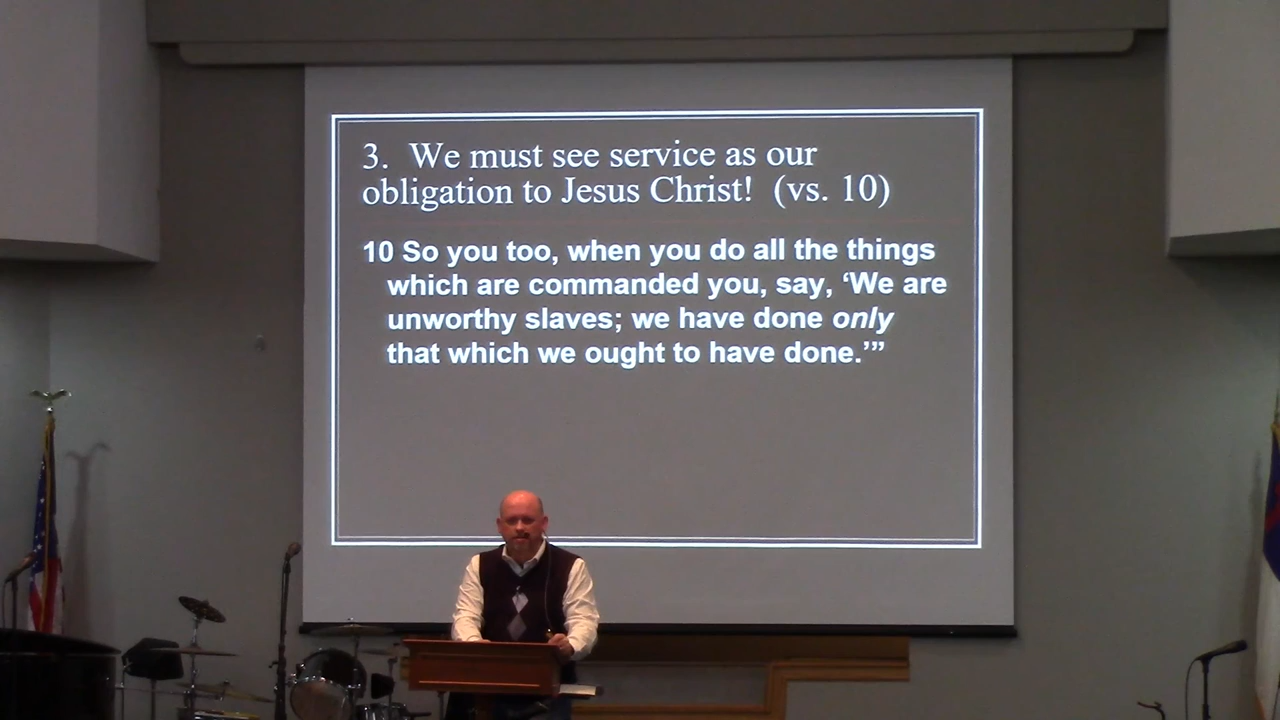 3.  We must see service as our
obligation to Jesus Christ!  (vs. 10)
10 So you too, when you do all the things
which are commanded you, say, ‘We are
unworthy slaves; we have done only
that which we ought to have done.’”